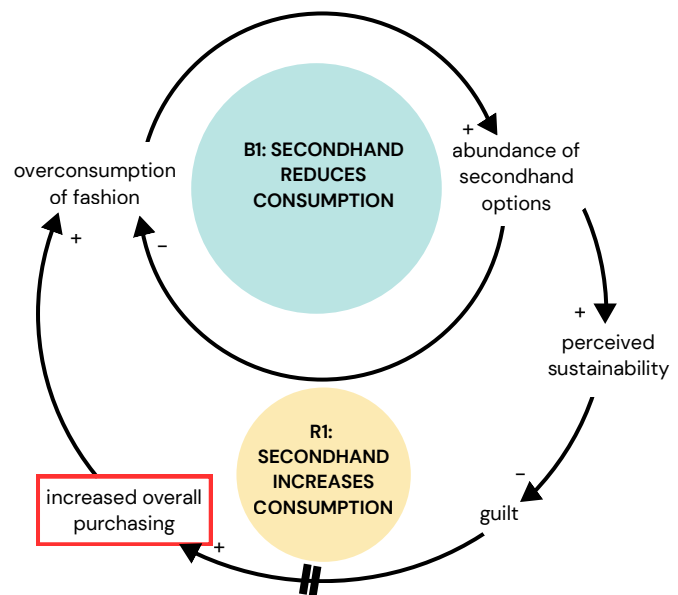 B1: SECONDHAND
REDUCES
CONSUMPTION
+
abundance of
secondhand
options
overconsumption
of fashion
+
–
+
perceived
sustainability
R1:
SECONDHAND
INCREASES
CONSUMPTION
–
guilt
increased overall
purchasing
+